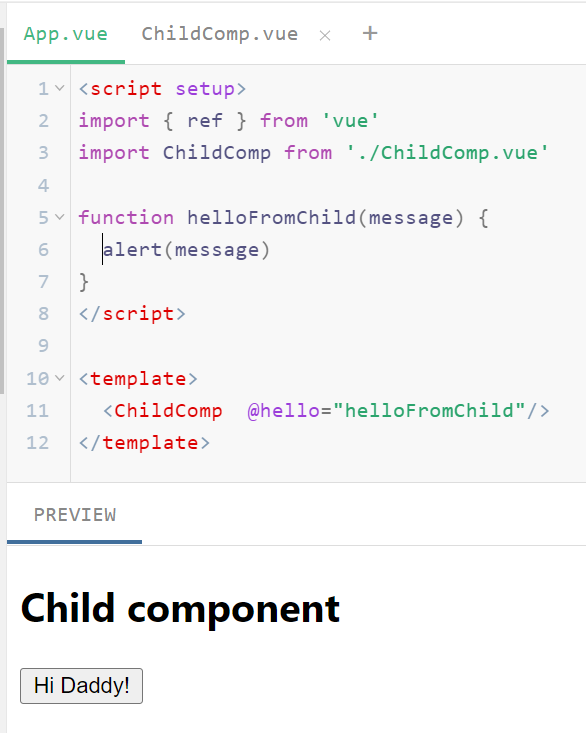 App.vue ChildComp.vue × +
1 <script setup>
2 import { ref } from 'vue'
3 import ChildComp from './ChildComp.vue'
4
5 function helloFromChild(message) {
6   alert(message)
7 }
8 </script>
9
10 <template>
11   <ChildComp  @hello="helloFromChild"/>
12 </template>
PREVIEW
Child component
Hi Daddy!